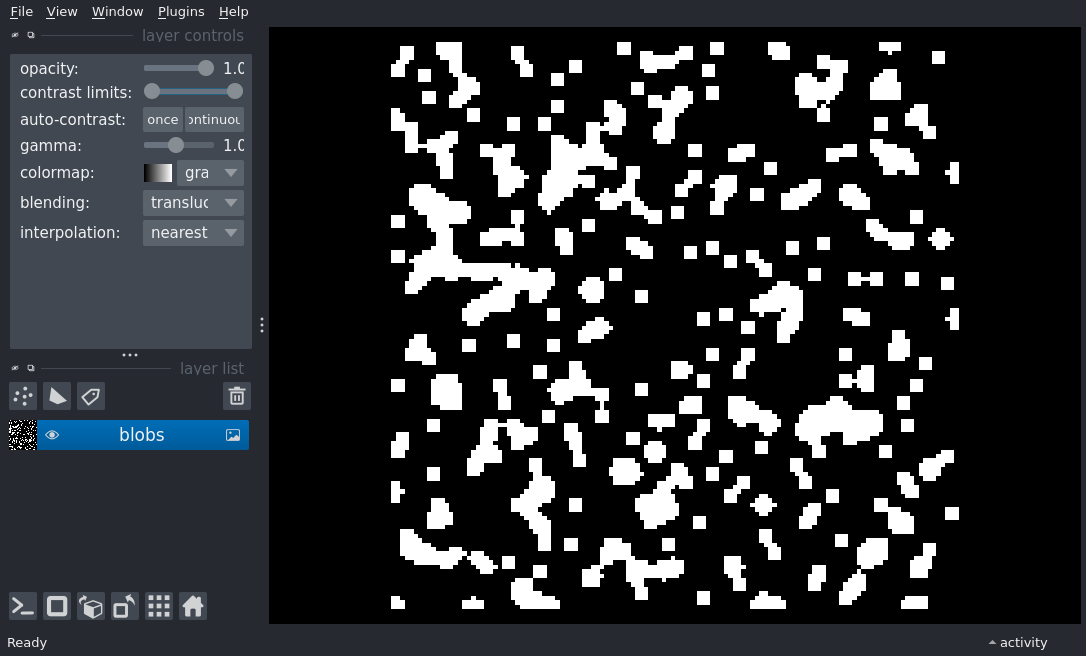 File View Window Plugins Help
layer controls
opacity: 1.0
contrast limits:
auto-contrast: once ontinuou
gamma: 1.0
colormap: gra
blending: transluc
interpolation: nearest
layer list
blobs
Ready
activity